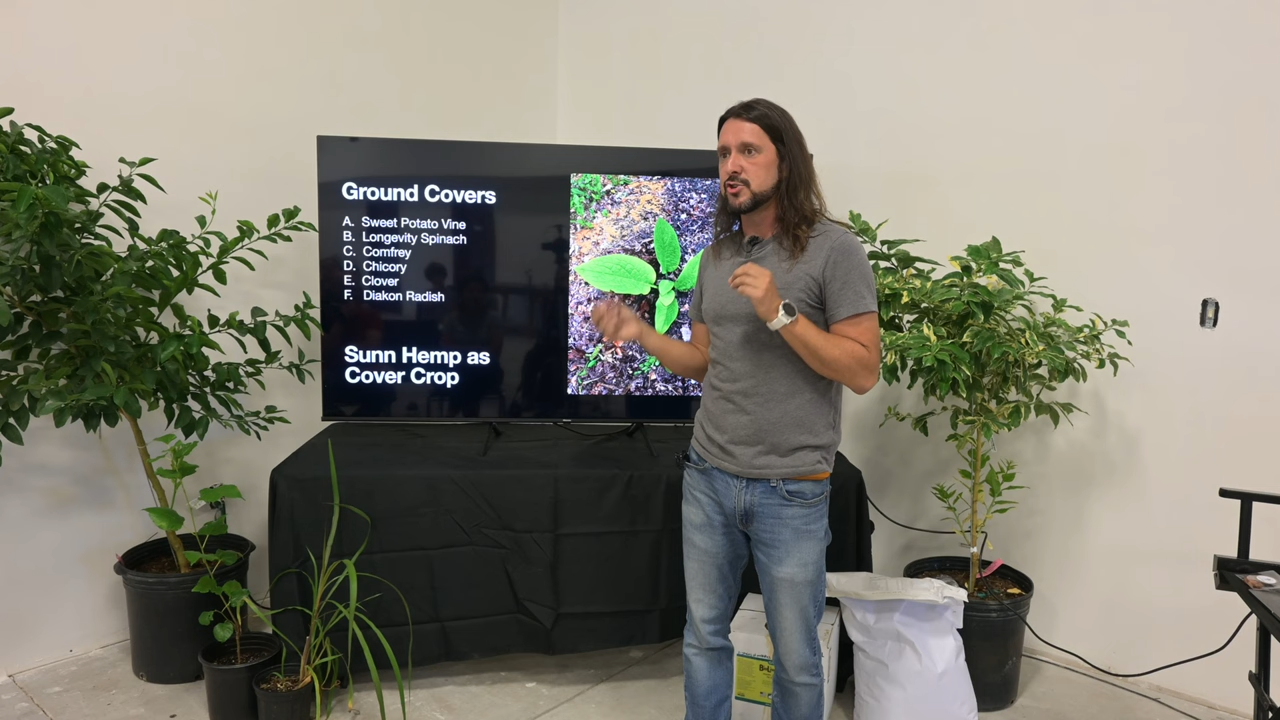 Ground Covers
A. Sweet Potato Vine
B. Longevity Spinach
C. Comfrey
D. Chicory
E. Clover
F. Diakon Radish
Sunn Hemp as
Cover Crop